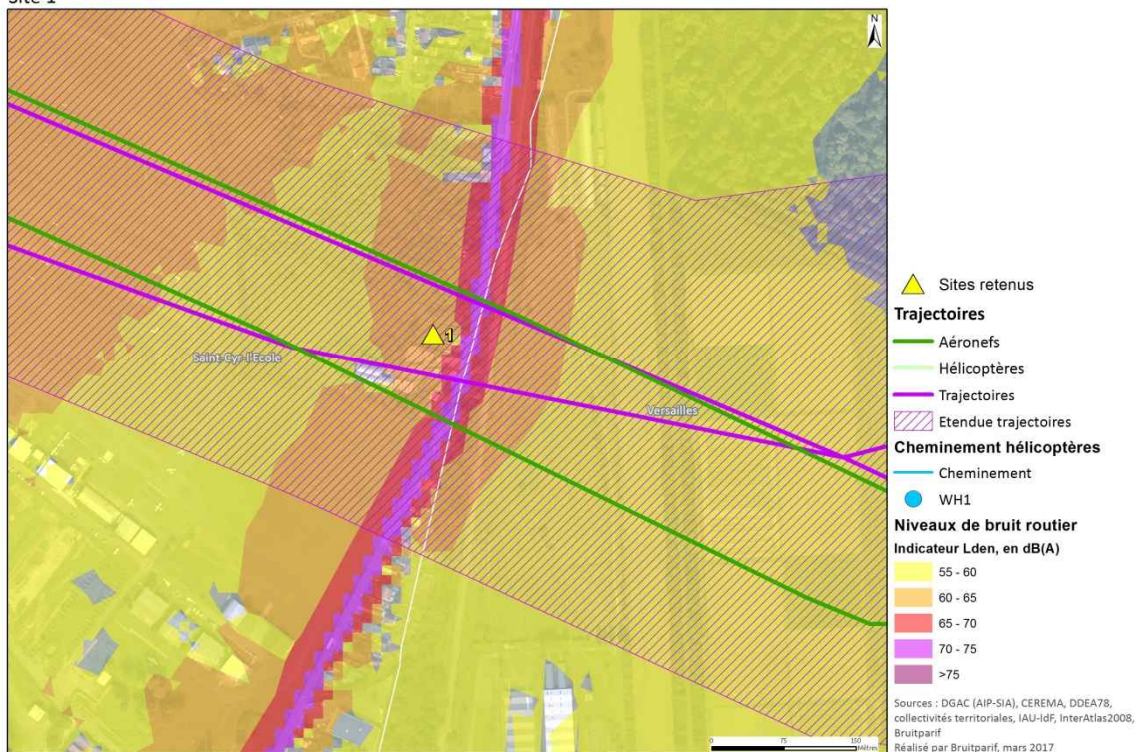 Site 1
N
1
Saint-Cyr-l'Ecole
Versailles
0 75 150
Mètres
Sites retenus
Trajectoires
Aéronefs
Hélicoptères
Trajectoires
Etendue trajectoires
Cheminement hélicoptères
Cheminement
WH1
Niveaux de bruit routier
Indicateur Lden, en dB(A)
55 - 60
60 - 65
65 - 70
70 - 75
>75
Sources : DGAC (AIP-SIA), CEREMA, DDEA78,
collectivités territoriales, IAU-IdF, InterAtlas2008,
Bruitparif
Réalisé par Bruitparif, mars 2017